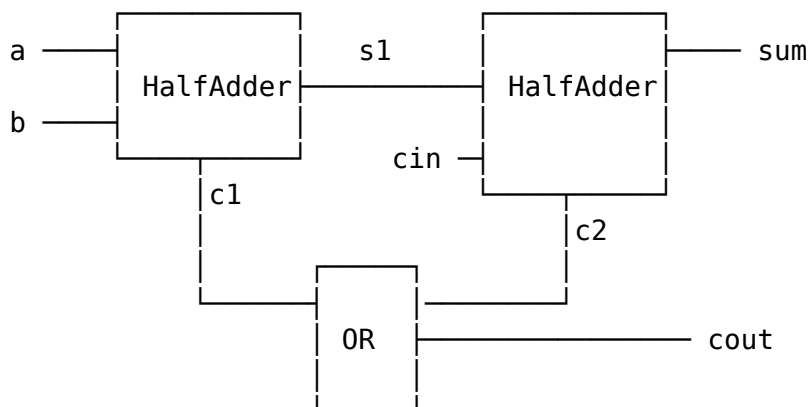 s1
a sum
HalfAdder HalfAdder
b
cin
c1
c2
OR cout